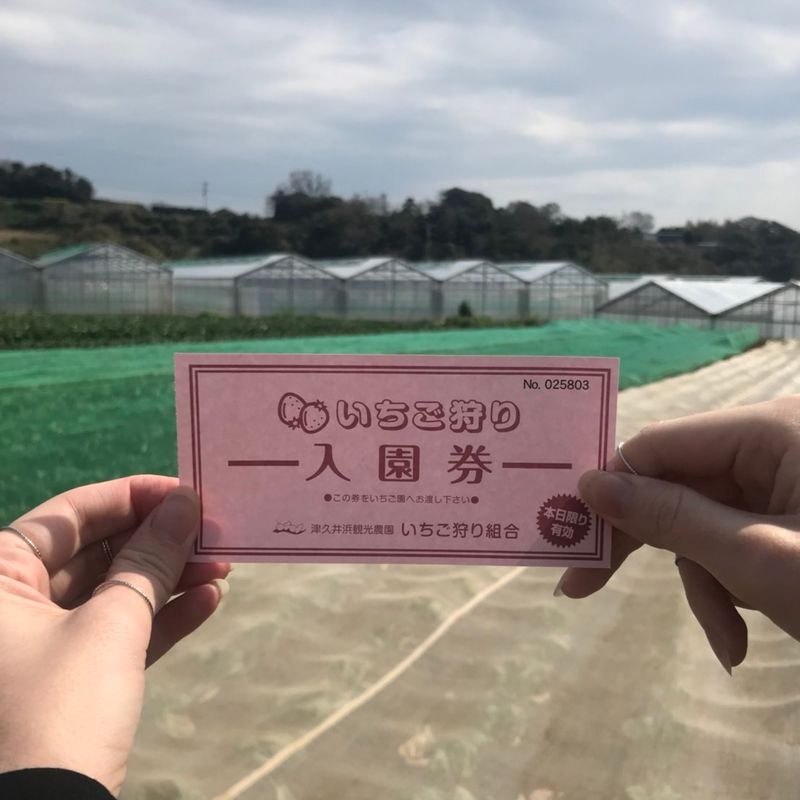 No. 025803
いちご狩り
入園券
●この券をいちご園へお渡し下さい●
津久井浜観光農園 いちご狩り組合
本日限り
有効